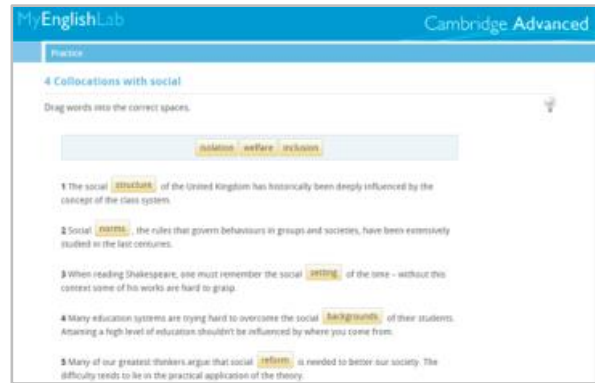 MyEnglishLab
Cambridge Advanced
Practice
4 Collocations with social
Drag words into the correct spaces.
isolation welfare inclusion
1 The social structure of the United Kingdom has historically been deeply influenced by the
concept of the class system.
2 Social norms, the rules that govern behaviours in groups and societies, have been extensively
studied in the last centuries.
3 When reading Shakespeare, one must remember the social setting of the time – without this
context some of his works are hard to grasp.
4 Many education systems are trying hard to overcome the social backgrounds of their students.
Attaining a high level of education shouldn't be influenced by where you come from.
5 Many of our greatest thinkers argue that social reform is needed to better our society. The
difficulty tends to lie in the practical application of the theory.